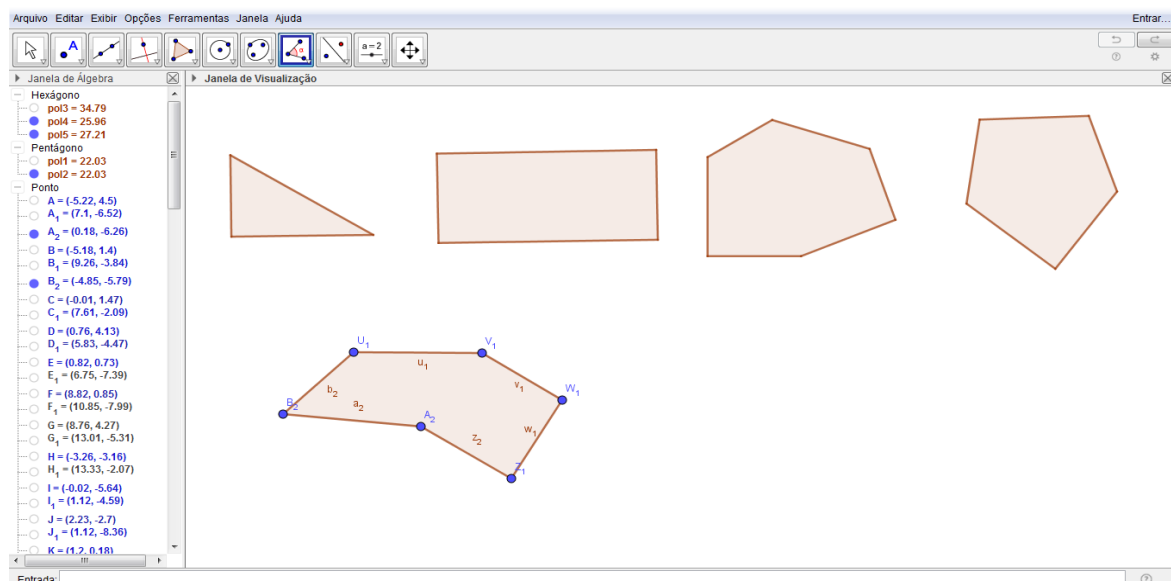 Arquivo Editar Exibir Opções Ferramentas Janela Ajuda Entrar...
A α a=2
Janela de Álgebra
Janela de Visualização
Hexágono
pol3 = 34.79
pol4 = 25.96
pol5 = 27.21
Pentágono
pol1 = 22.03
pol2 = 22.03
Ponto
A = (-5.22, 4.5)
A₁ = (7.1, -6.52)
A₂ = (0.18, -6.26)
B = (-5.18, 1.4)
B₁ = (9.26, -3.84)
B₂ = (-4.85, -5.79)
C = (-0.01, 1.47)
C₁ = (7.61, -2.09)
D = (0.76, 4.13)
D₁ = (5.83, -4.47)
E = (0.82, 0.73)
E₁ = (6.75, -7.39)
F = (8.82, 0.85)
F₁ = (10.85, -7.99)
G = (8.76, 4.27)
G₁ = (13.01, -5.31)
H = (-3.26, -3.16)
H₁ = (13.33, -2.07)
I = (-0.02, -5.64)
I₁ = (1.12, -4.59)
J = (2.23, -2.7)
J₁ = (1.12, -8.36)
K = (1.2, 0.18)
U₁
V₁
u₁
v₁
W₁
b₂
B₂
a₂
A₂
w₁
z₂
Z₁
Entrada: